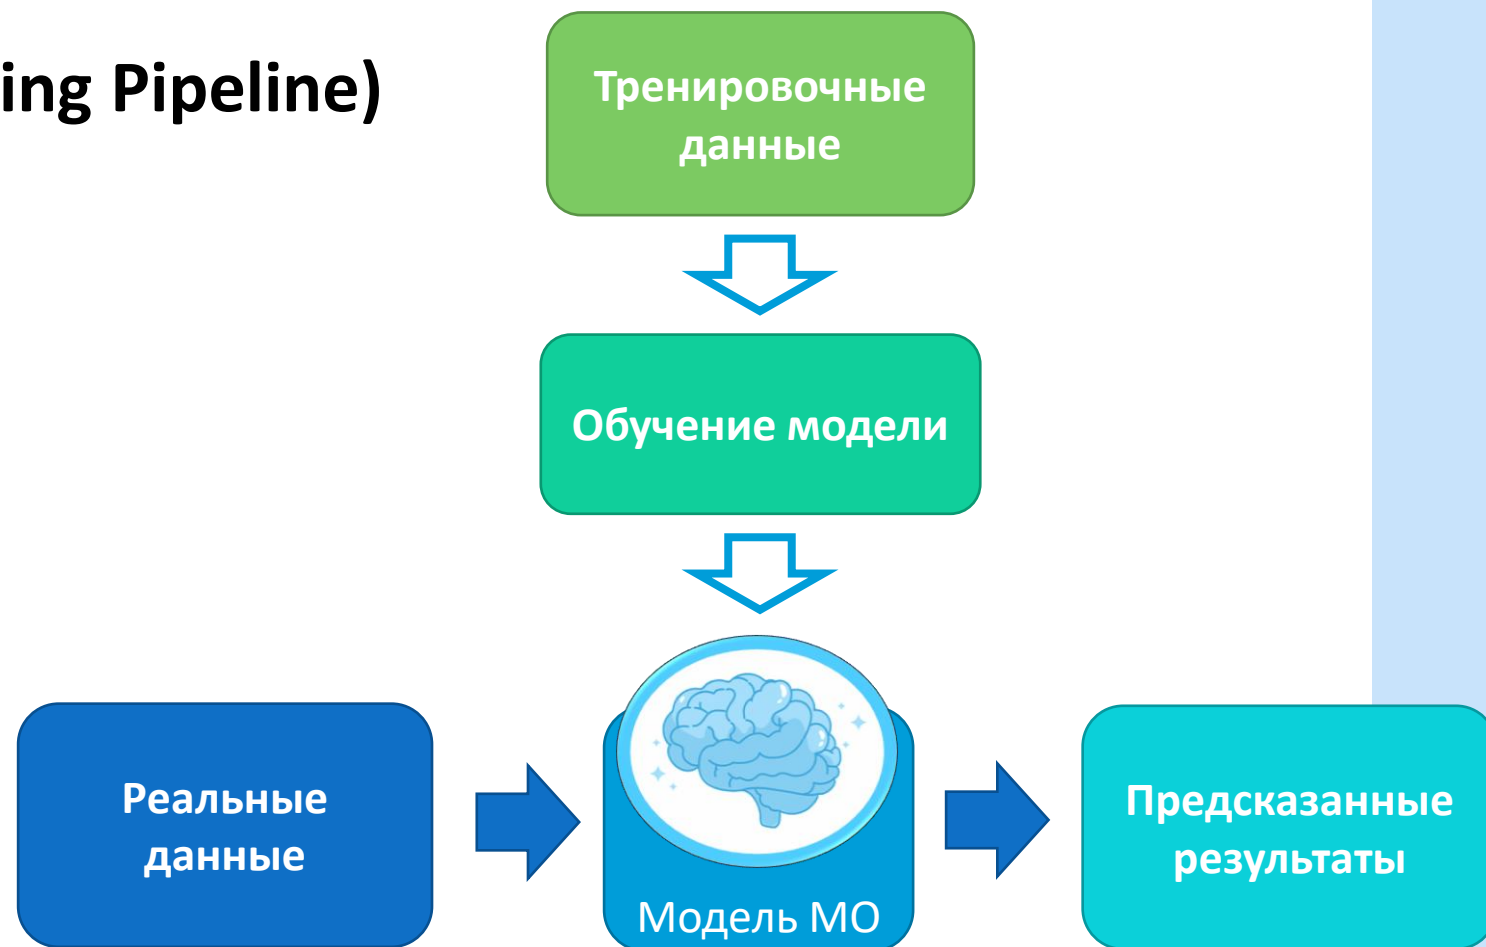 ing Pipeline)
Тренировочные
данные
Обучение модели
Реальные
данные
Модель МО
Предсказанные
результаты